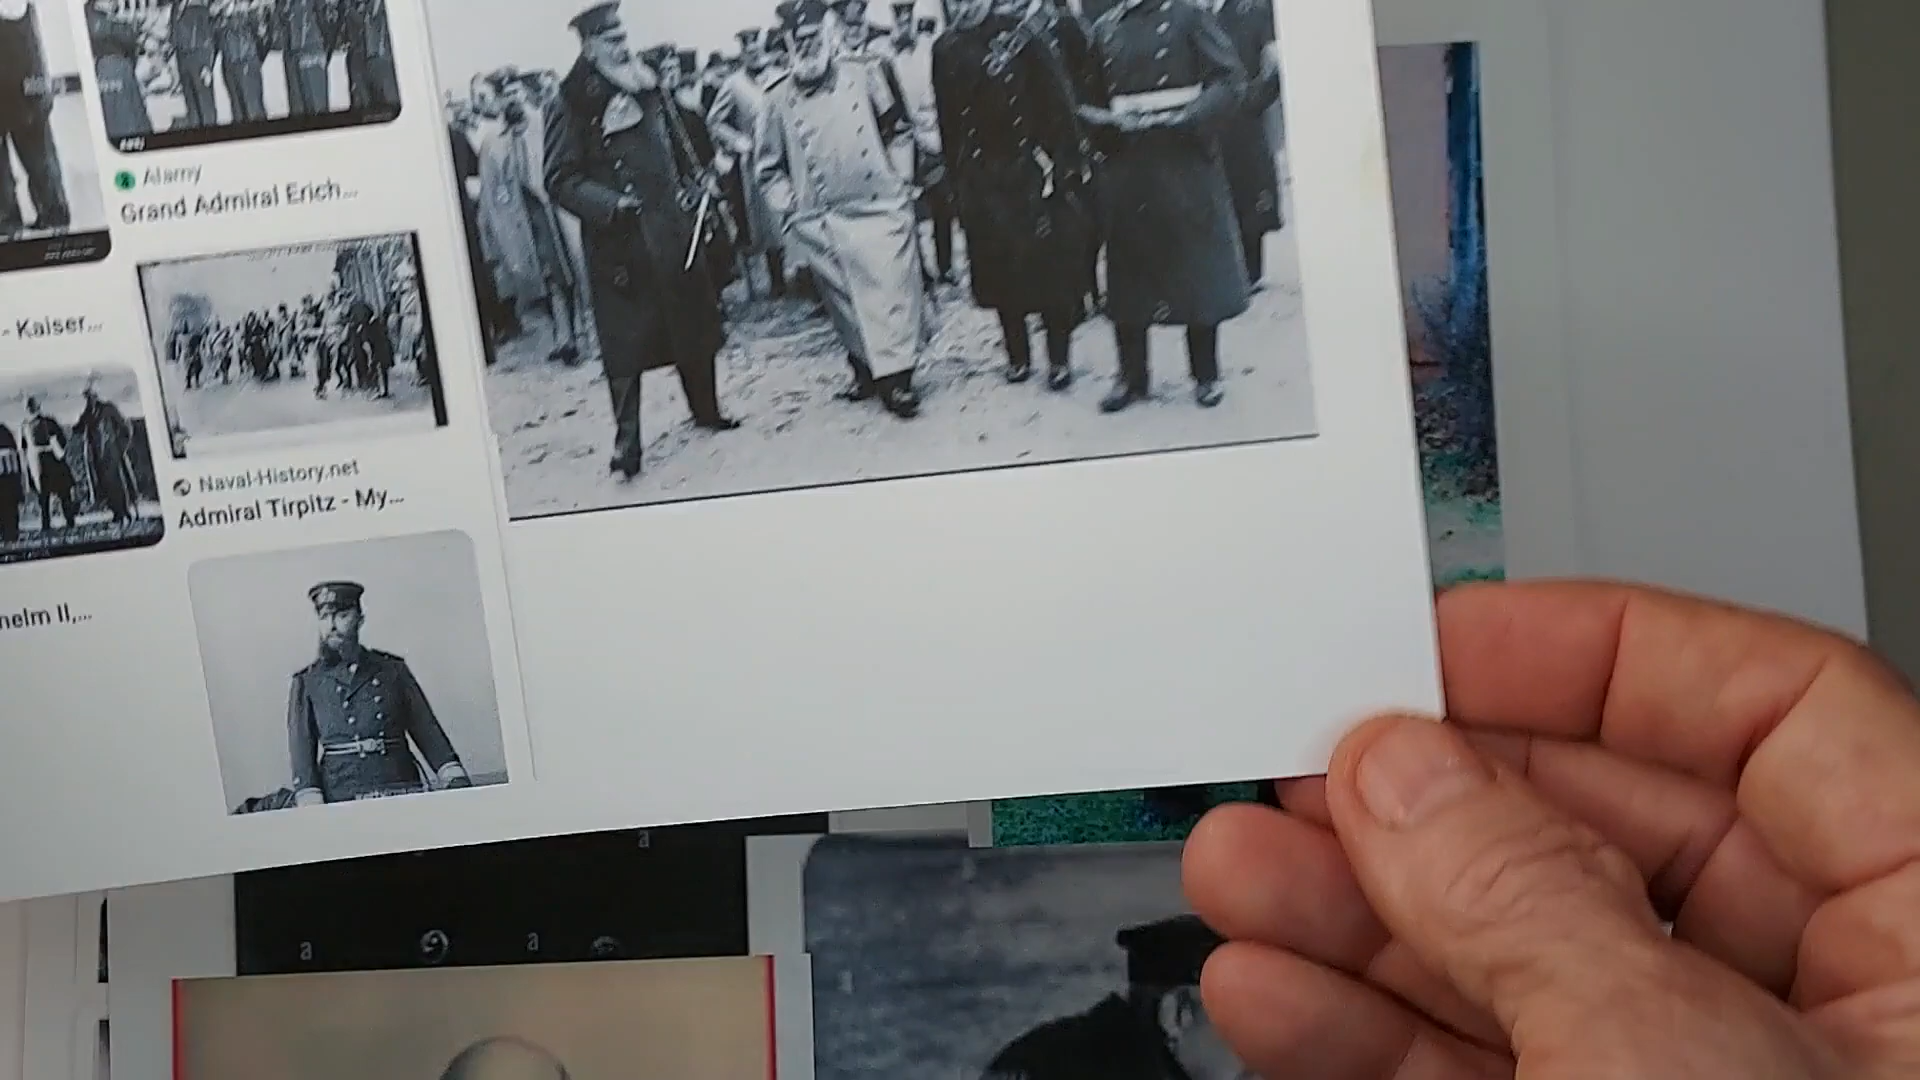 Alamy
Grand Admiral Erich...
- Kaiser...
Naval-History.net
Admiral Tirpitz - My...
helm II,...
a
a
a